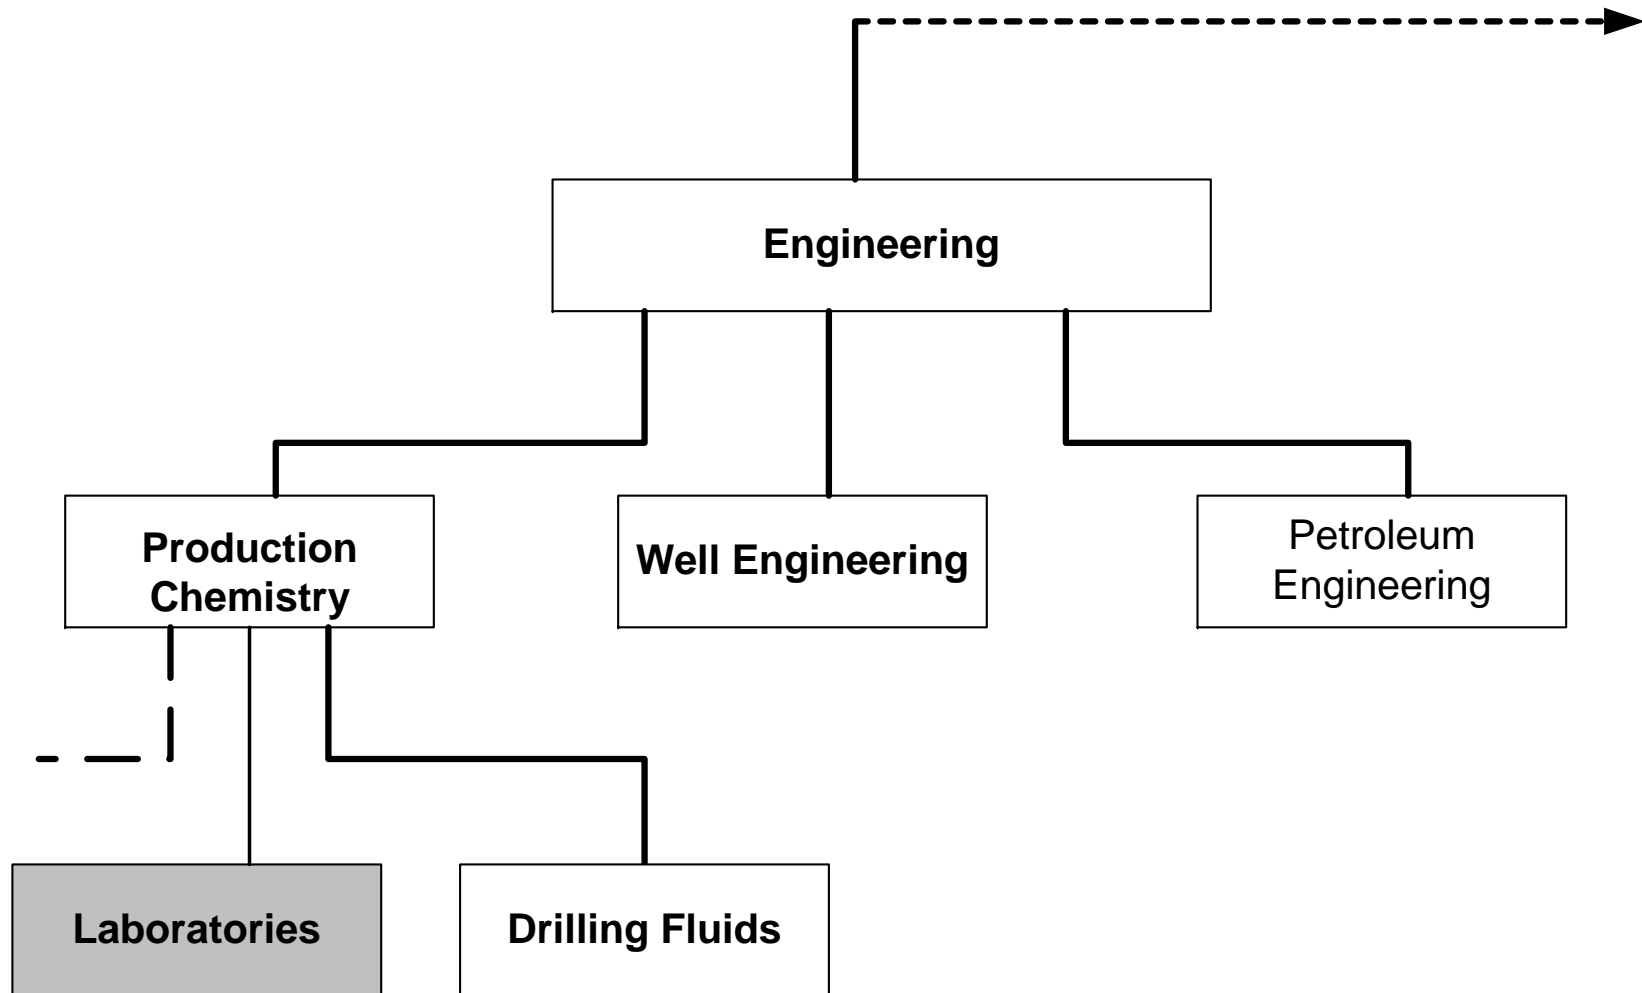 Engineering
Production
Chemistry
Well Engineering
Petroleum
Engineering
Laboratories
Drilling Fluids